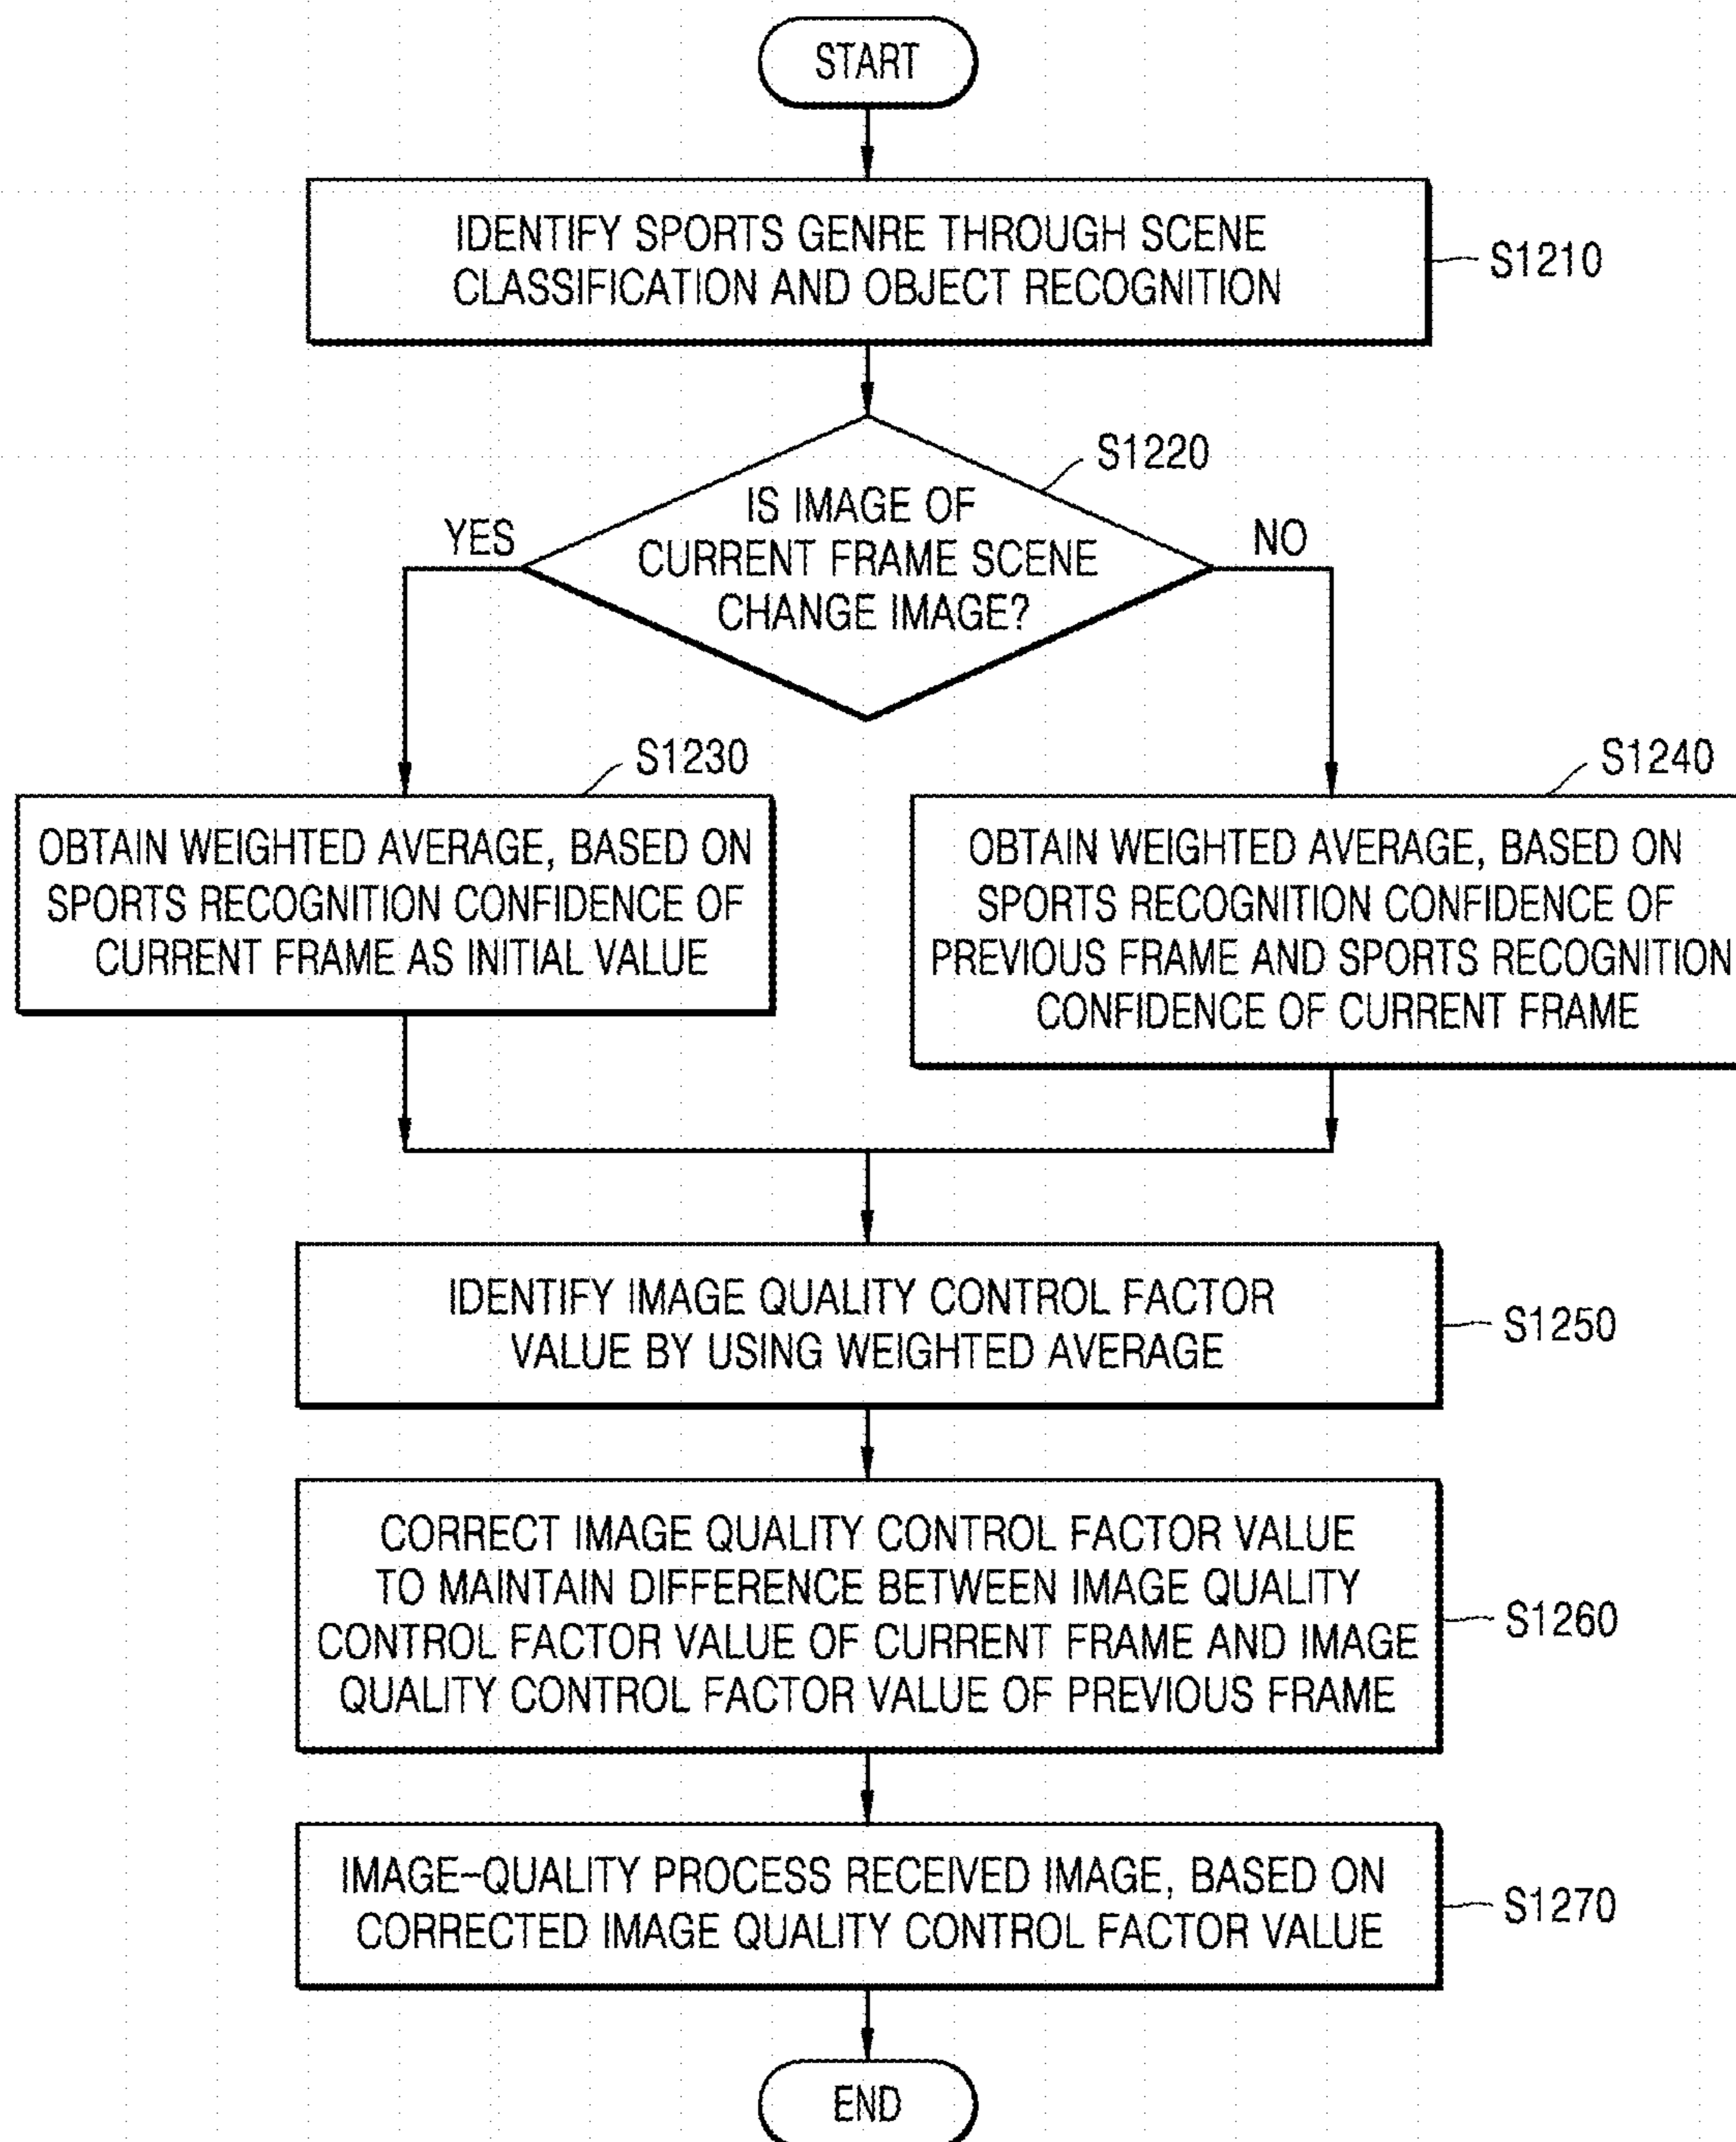 START
IDENTIFY SPORTS GENRE THROUGH SCENE
CLASSIFICATION AND OBJECT RECOGNITION
S1210
S1220
IS IMAGE OF
CURRENT FRAME SCENE
CHANGE IMAGE?
YES
NO
S1230
OBTAIN WEIGHTED AVERAGE, BASED ON
SPORTS RECOGNITION CONFIDENCE OF
CURRENT FRAME AS INITIAL VALUE
S1240
OBTAIN WEIGHTED AVERAGE, BASED ON
SPORTS RECOGNITION CONFIDENCE OF
PREVIOUS FRAME AND SPORTS RECOGNITION
CONFIDENCE OF CURRENT FRAME
IDENTIFY IMAGE QUALITY CONTROL FACTOR
VALUE BY USING WEIGHTED AVERAGE
S1250
CORRECT IMAGE QUALITY CONTROL FACTOR VALUE
TO MAINTAIN DIFFERENCE BETWEEN IMAGE QUALITY
CONTROL FACTOR VALUE OF CURRENT FRAME AND IMAGE
QUALITY CONTROL FACTOR VALUE OF PREVIOUS FRAME
S1260
IMAGE-QUALITY PROCESS RECEIVED IMAGE, BASED ON
CORRECTED IMAGE QUALITY CONTROL FACTOR VALUE
S1270
END